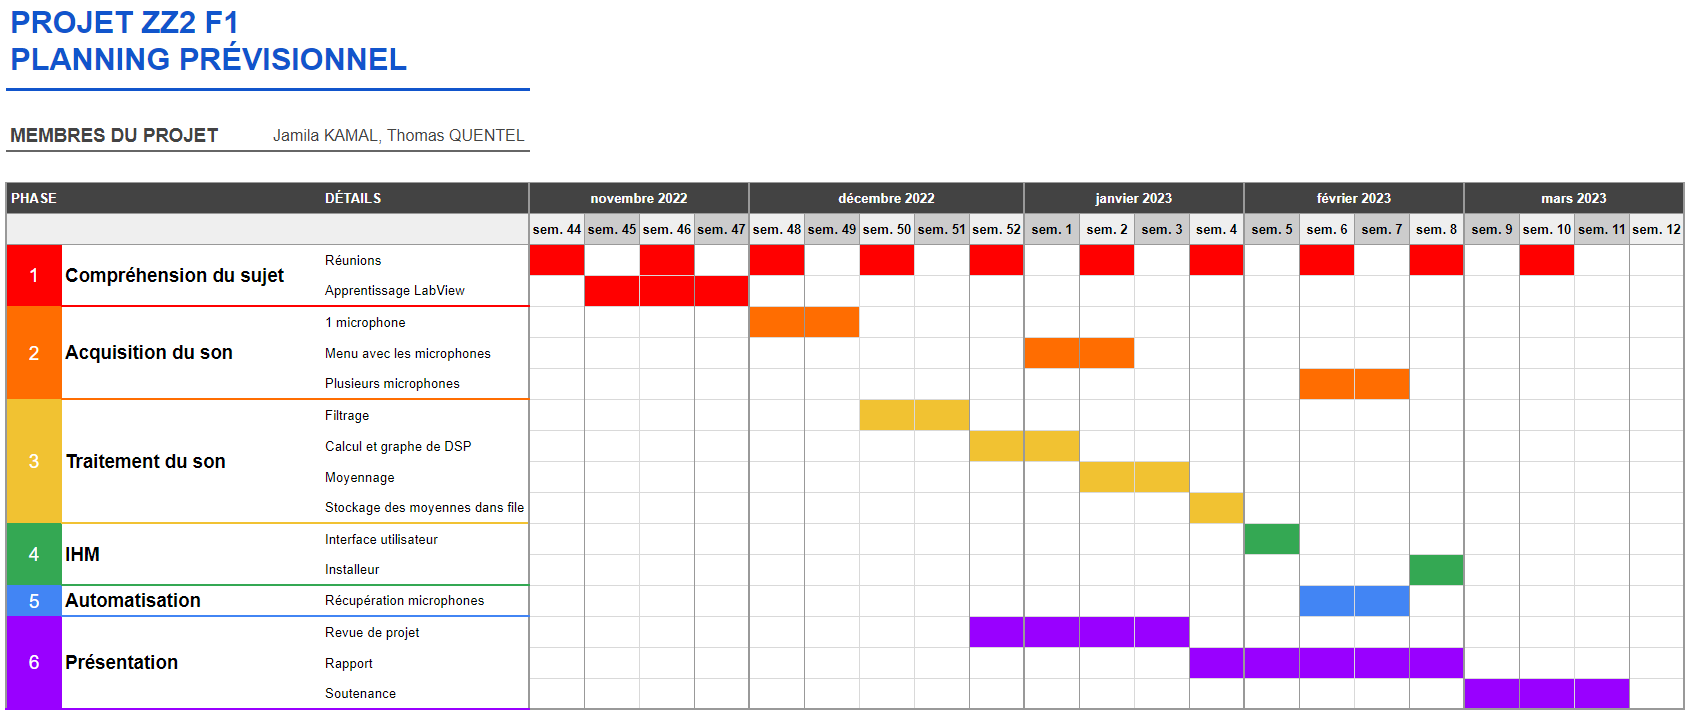 PROJET ZZ2 F1
PLANNING PRÉVISIONNEL
MEMBRES DU PROJET Jamila KAMAL, Thomas QUENTEL
PHASE DÉTAILS novembre 2022 décembre 2022 janvier 2023 février 2023 mars 2023
sem. 44 sem. 45 sem. 46 sem. 47 sem. 48 sem. 49 sem. 50 sem. 51 sem. 52 sem. 1 sem. 2 sem. 3 sem. 4 sem. 5 sem. 6 sem. 7 sem. 8 sem. 9 sem. 10 sem. 11 sem. 12
1 Compréhension du sujet
Réunions
Apprentissage LabView
2 Acquisition du son
1 microphone
Menu avec les microphones
Plusieurs microphones
3 Traitement du son
Filtrage
Calcul et graphe de DSP
Moyennage
Stockage des moyennes dans file
4 IHM
Interface utilisateur
Installeur
5 Automatisation
Récupération microphones
6 Présentation
Revue de projet
Rapport
Soutenance